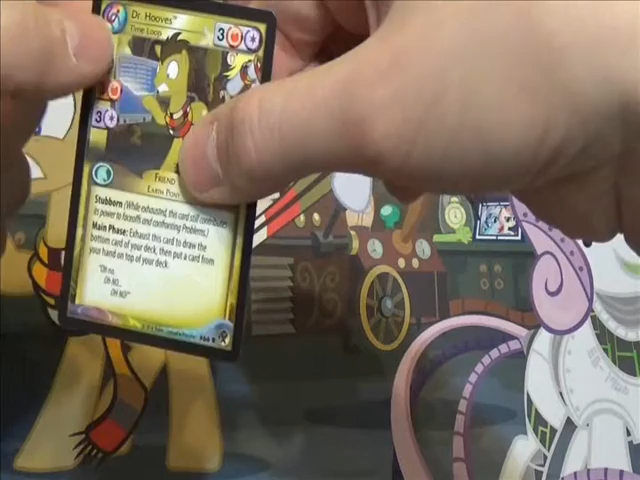 Dr. Hooves™
Time Loop
3
3
Friend
Earth Pony
Stubborn (While exhausted, this card still contributes
its power to faceoffs and confronting Problems.)
Main Phase: Exhaust this card to draw the
bottom card of your deck, then put a card from
your hand on top of your deck.
"Oh no.
Oh NO...
OH NO!"